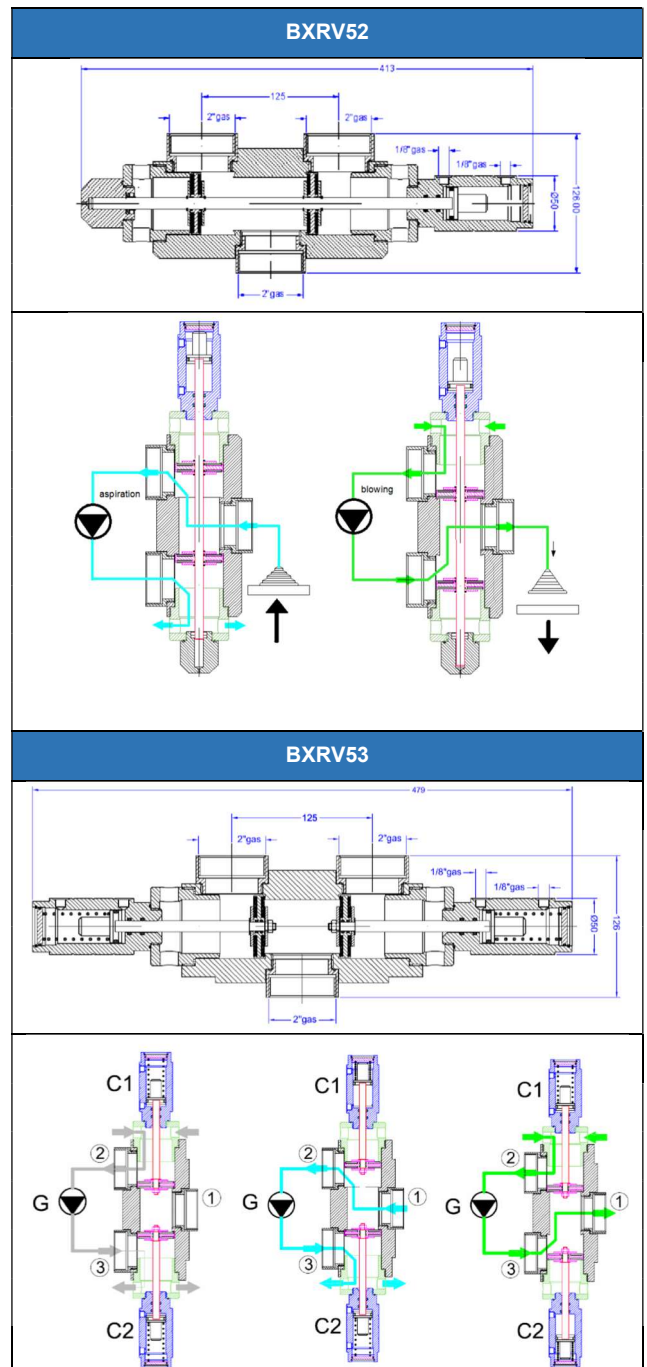 BXRV52
413
125
2"gas 2"gas
1/8"gas
1/8"gas
Ø50
126.00
2"gas
aspiration
blowing
BXRV53
479
125
2"gas 2"gas
1/8"gas
1/8"gas
Ø50
126
2"gas
C1 C1 C1
2 2 2
1 1 1
G G G
3 3 3
C2 C2 C2